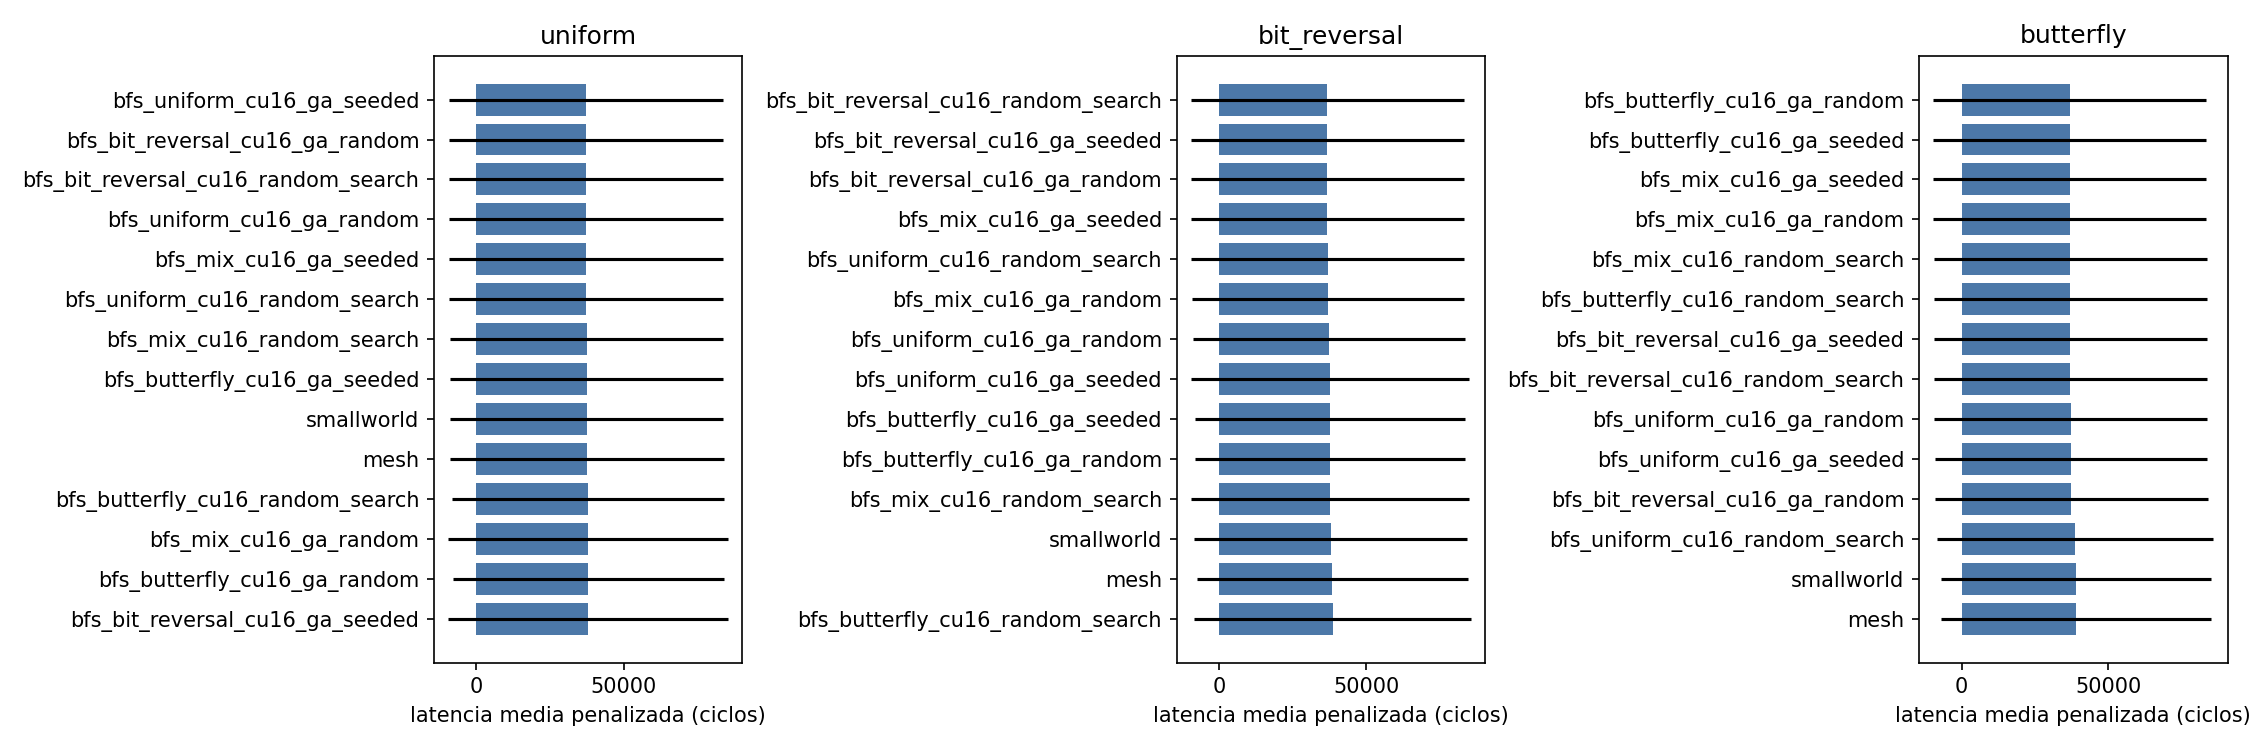 uniform
bfs_uniform_cu16_ga_seeded
bfs_bit_reversal_cu16_ga_random
bfs_bit_reversal_cu16_random_search
bfs_uniform_cu16_ga_random
bfs_mix_cu16_ga_seeded
bfs_uniform_cu16_random_search
bfs_mix_cu16_random_search
bfs_butterfly_cu16_ga_seeded
smallworld
mesh
bfs_butterfly_cu16_random_search
bfs_mix_cu16_ga_random
bfs_butterfly_cu16_ga_random
bfs_bit_reversal_cu16_ga_seeded
0 50000
latencia media penalizada (ciclos)
bit_reversal
bfs_bit_reversal_cu16_random_search
bfs_bit_reversal_cu16_ga_seeded
bfs_bit_reversal_cu16_ga_random
bfs_mix_cu16_ga_seeded
bfs_uniform_cu16_random_search
bfs_mix_cu16_ga_random
bfs_uniform_cu16_ga_random
bfs_uniform_cu16_ga_seeded
bfs_butterfly_cu16_ga_seeded
bfs_butterfly_cu16_ga_random
bfs_mix_cu16_random_search
smallworld
mesh
bfs_butterfly_cu16_random_search
0 50000
latencia media penalizada (ciclos)
butterfly
bfs_butterfly_cu16_ga_random
bfs_butterfly_cu16_ga_seeded
bfs_mix_cu16_ga_seeded
bfs_mix_cu16_ga_random
bfs_mix_cu16_random_search
bfs_butterfly_cu16_random_search
bfs_bit_reversal_cu16_ga_seeded
bfs_bit_reversal_cu16_random_search
bfs_uniform_cu16_ga_random
bfs_uniform_cu16_ga_seeded
bfs_bit_reversal_cu16_ga_random
bfs_uniform_cu16_random_search
smallworld
mesh
0 50000
latencia media penalizada (ciclos)